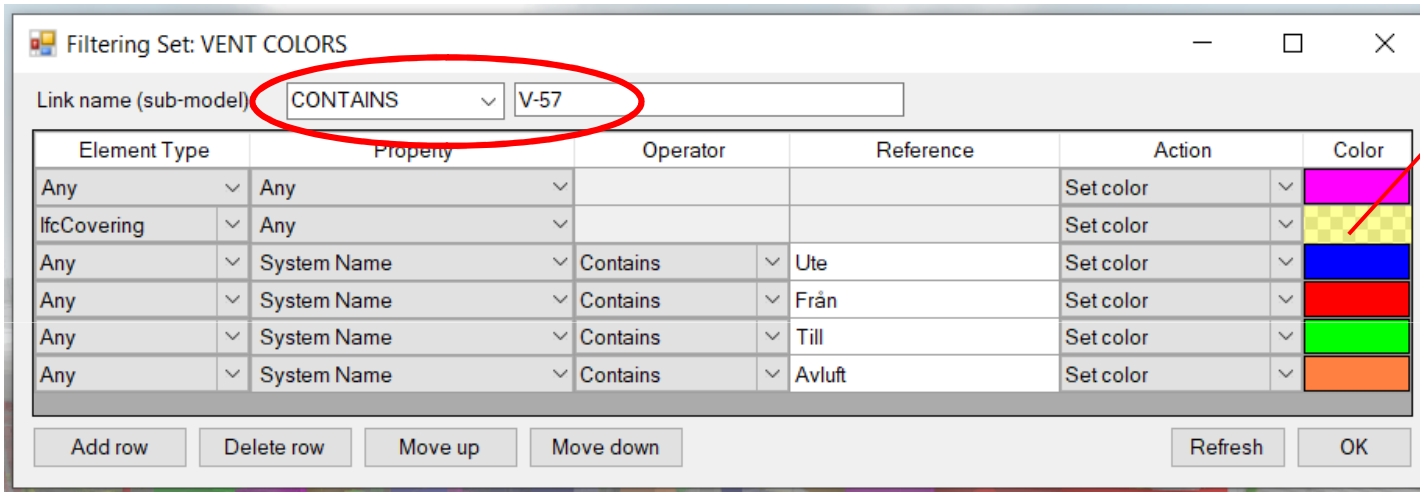 Filtering Set: VENT COLORS
Link name (sub-model) CONTAINS V-57
Element Type Property Operator Reference Action Color
Any Any Set color
IfcCovering Any Set color
Any System Name Contains Ute Set color
Any System Name Contains Från Set color
Any System Name Contains Till Set color
Any System Name Contains Avluft Set color
Add row Delete row Move up Move down Refresh OK